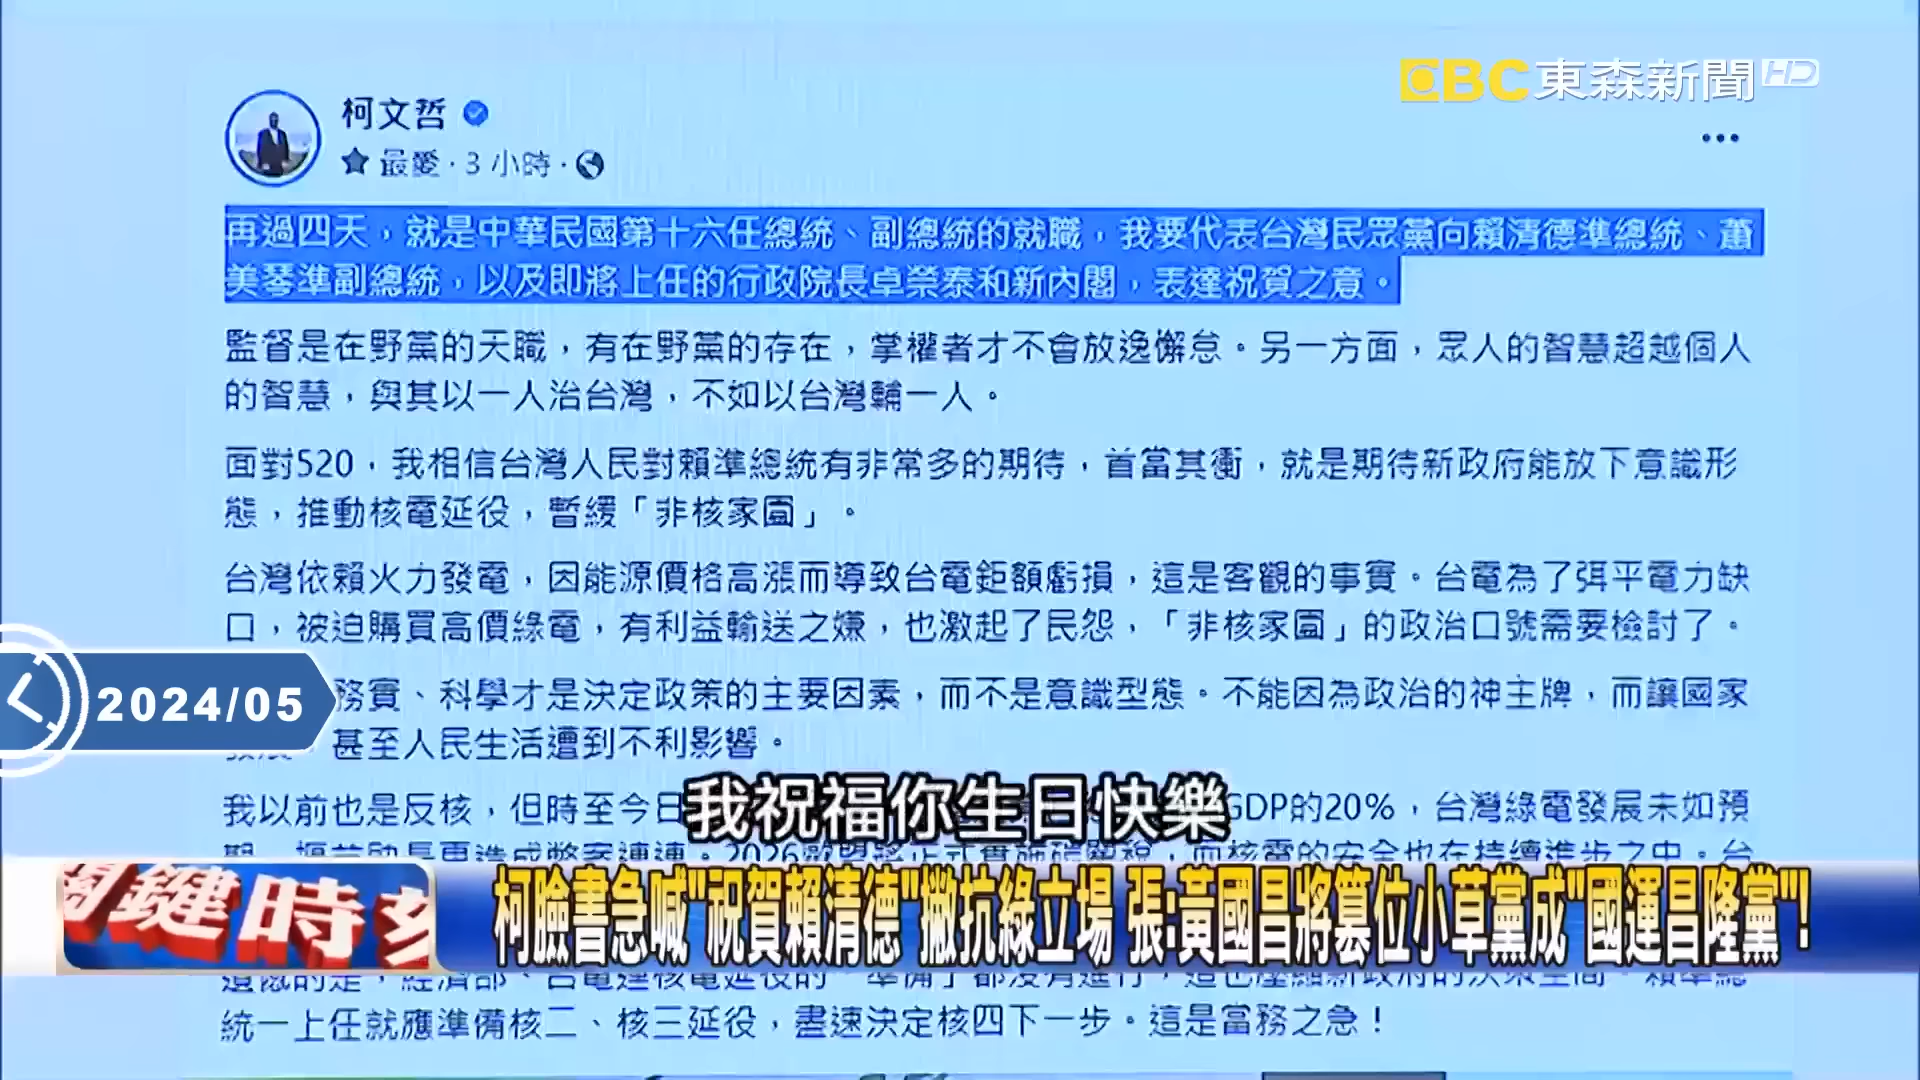 EBC 東森新聞 HD
柯文哲
最愛 · 3 小時 ·
再過四天，就是中華民國第十六任總統、副總統的就職，我要代表台灣民眾黨向賴清德準總統、蕭
美琴準副總統，以及即將上任的行政院長卓榮泰和新內閣，表達祝賀之意。
監督是在野黨的天職，有在野黨的存在，掌權者才不會放逸懈怠。另一方面，眾人的智慧超越個人
的智慧，與其以一人治台灣，不如以台灣輔一人。
面對520，我相信台灣人民對賴準總統有非常多的期待，首當其衝，就是期待新政府能放下意識形
態，推動核電延役，暫緩「非核家園」。
台灣依賴火力發電，因能源價格高漲而導致台電鉅額虧損，這是客觀的事實。台電為了弭平電力缺
口，被迫購買高價綠電，有利益輸送之嫌，也激起了民怨，「非核家園」的政治口號需要檢討了。
務實、科學才是決定政策的主要因素，而不是意識型態。不能因為政治的神主牌，而讓國家
2024/05
甚至人民生活遭到不利影響。
我以前也是反核，但時至今日
GDP的20%，台灣綠電發展未如預
我祝福你生日快樂
關鍵時刻
柯臉書急喊"祝賀賴清德"撇抗綠立場 張:黃國昌將篡位小草黨成"國運昌隆黨"!
統一上任就應準備核二、核三延役，盡速決定核四下一步。這是當務之急！